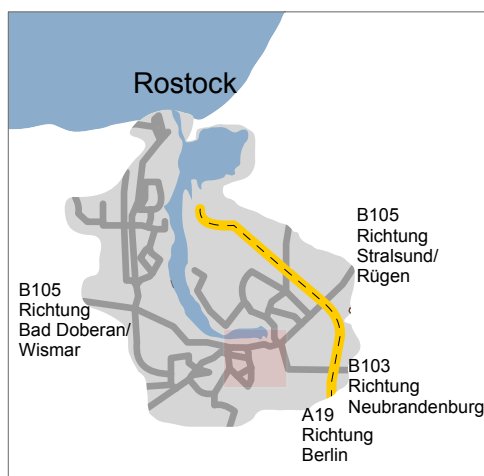 Rostock
B105
Richtung
Stralsund/
Rügen
B105
Richtung
Bad Doberan/
Wismar
B103
Richtung
Neubrandenburg
A19
Richtung
Berlin